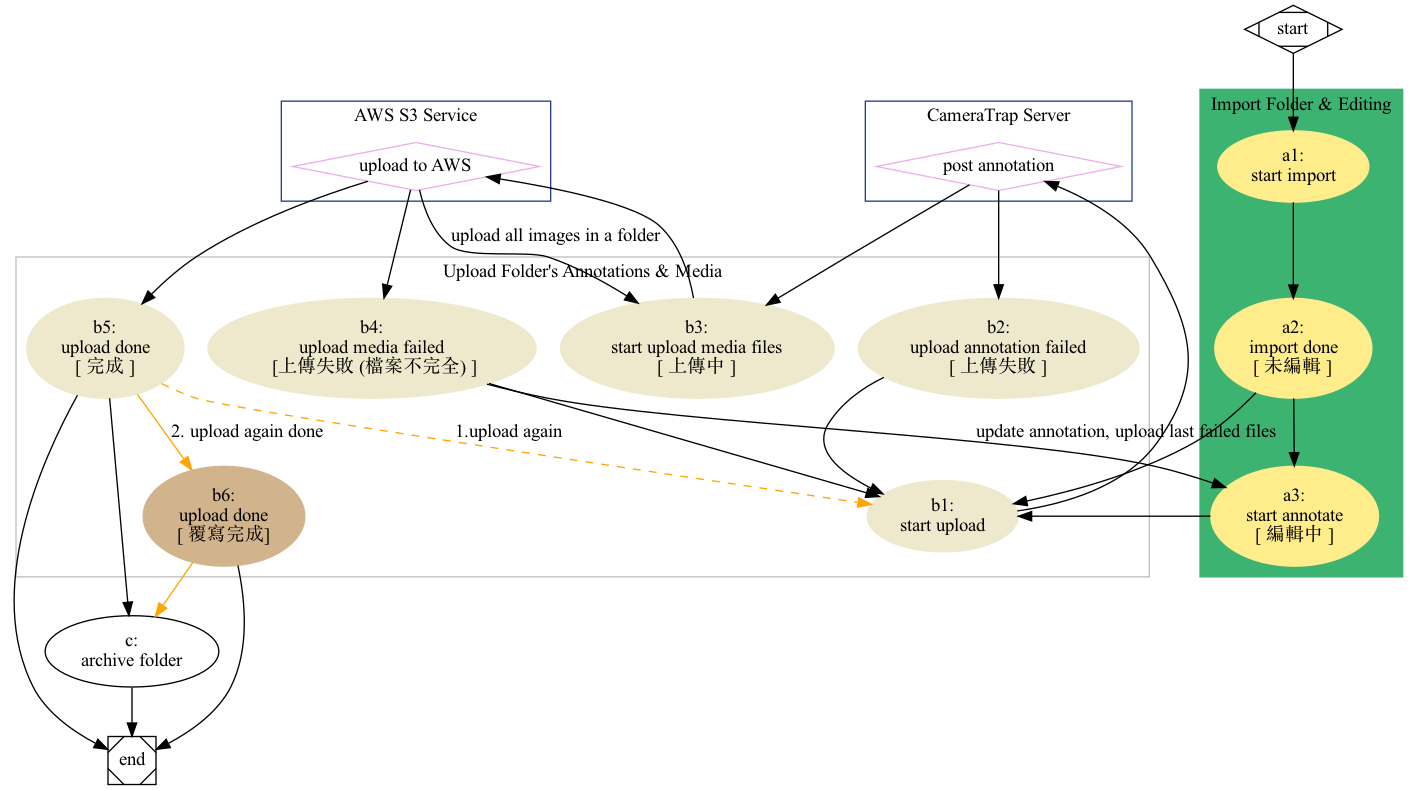 start
Import Folder & Editing
AWS S3 Service
CameraTrap Server
upload to AWS
post annotation
a1:
start import
upload all images in a folder
Upload Folder's Annotations & Media
b5:
upload done
[ 完成 ]
b4:
upload media failed
[上傳失敗 (檔案不完全) ]
b3:
start upload media files
[ 上傳中 ]
b2:
upload annotation failed
[ 上傳失敗 ]
a2:
import done
[ 未編輯 ]
2. upload again done
1.upload again
update annotation, upload last failed files
b6:
upload done
[ 覆寫完成]
b1:
start upload
a3:
start annotate
[ 編輯中 ]
c:
archive folder
end